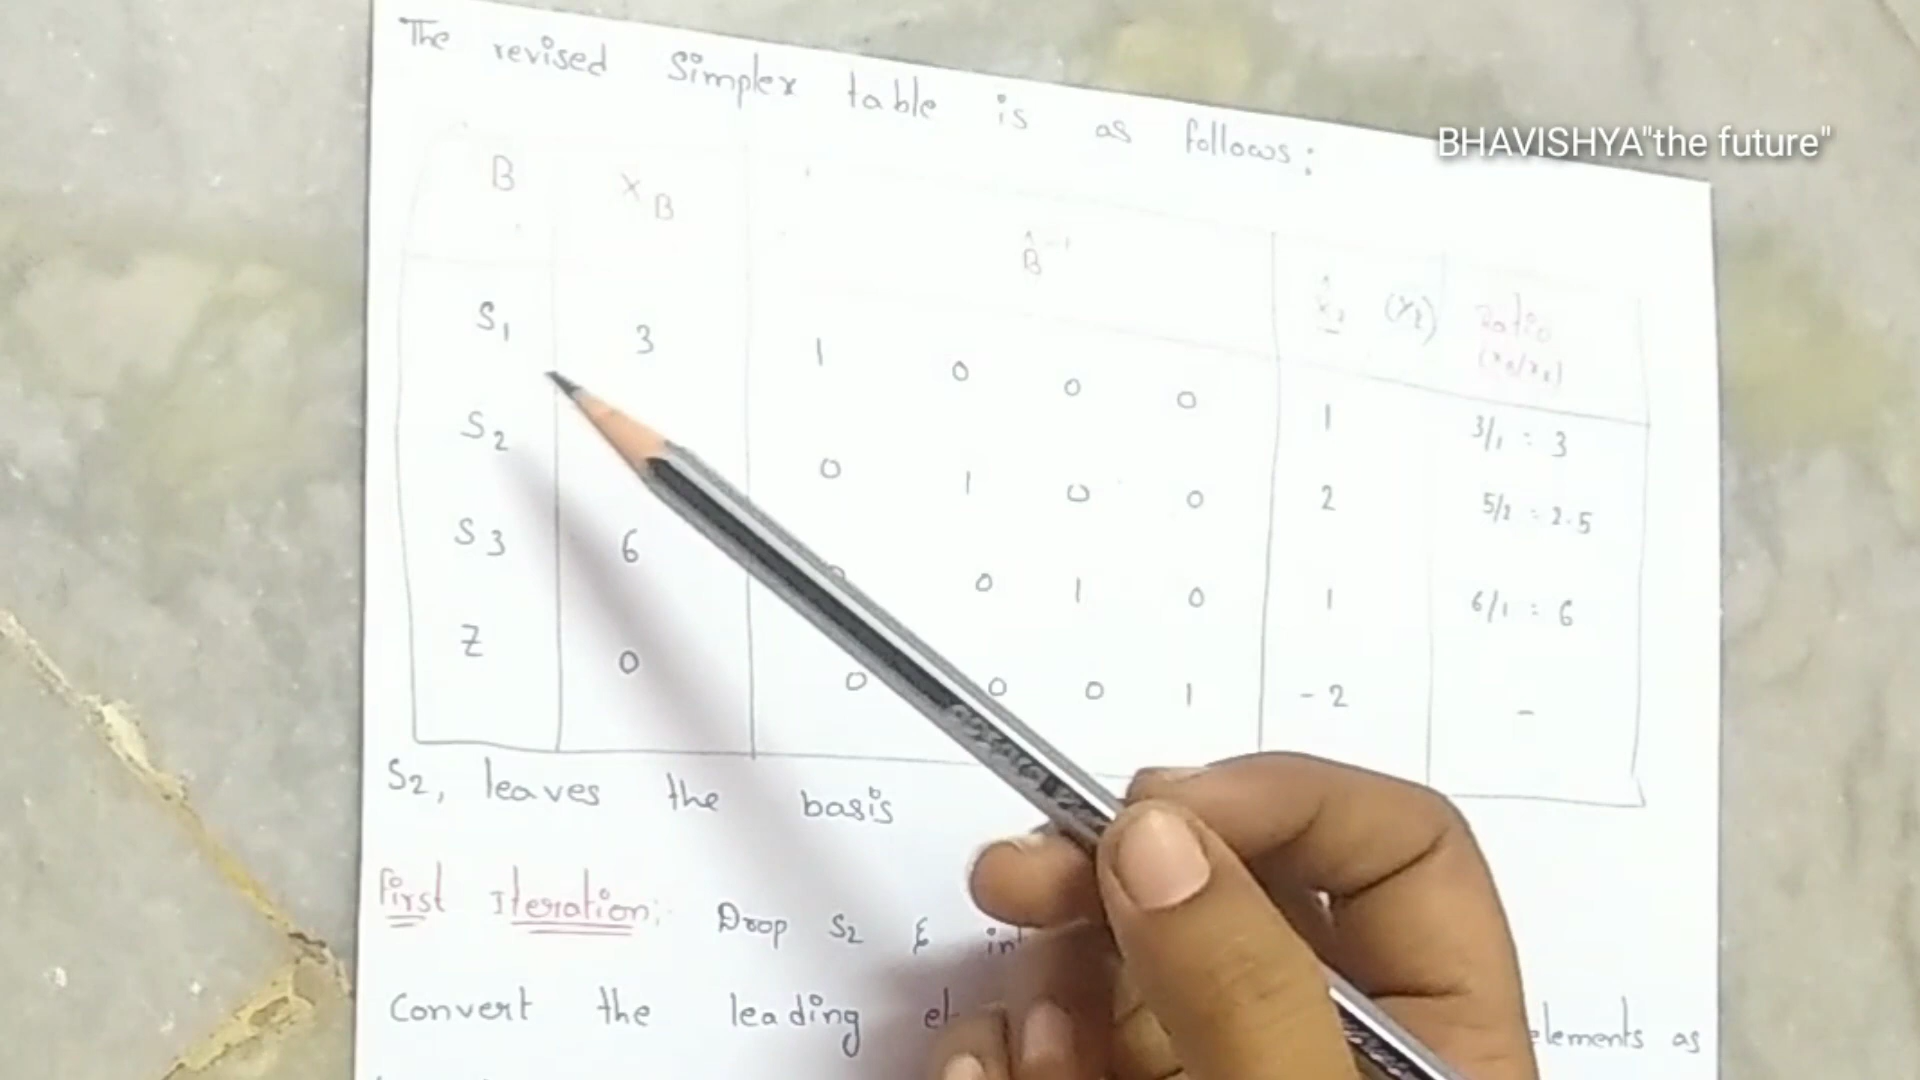 The revised Simplex table is as follows:
BHAVISHYA"the future"
B X B B̂⁻¹ (Y₂) Ratio
S1 3 1 0 0 0 1 3/1 : 3
S2 0 1 0 0 2 5/2 : 2.5
S3 6 0 1 0 1 6/1 : 6
Z 0 0 0 0 1 -2 -
S2, leaves the basis
First Iteration: Drop S2 &
Convert the leading elements as